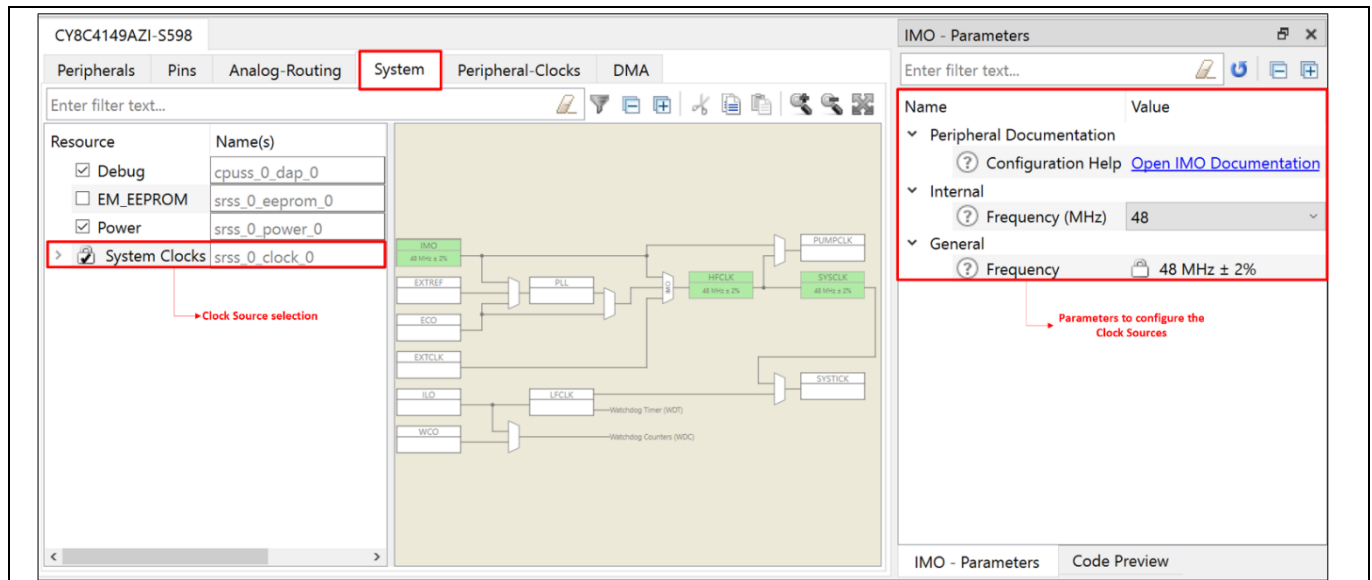 CY8C4149AZI-S598
Peripherals Pins Analog-Routing System Peripheral-Clocks DMA
Enter filter text...
Resource Name(s)
Debug cpuss_0_dap_0
EM_EEPROM srss_0_eeprom_0
Power srss_0_power_0
System Clocks srss_0_clock_0
Clock Source selection
IMO
48 MHz ± 2%
EXTREF
ECO
EXTCLK
ILO
WCO
PLL
LFCLK
IMO
HFCLK
48 MHz ± 2%
PUMPCLK
SYSCLK
48 MHz ± 2%
SYSTICK
Watchdog Timer (WDT)
Watchdog Counters (WDC)
IMO - Parameters
Enter filter text...
Name Value
Peripheral Documentation
? Configuration Help Open IMO Documentation
Internal
? Frequency (MHz) 48
General
? Frequency 48 MHz ± 2%
Parameters to configure the
Clock Sources
IMO - Parameters Code Preview